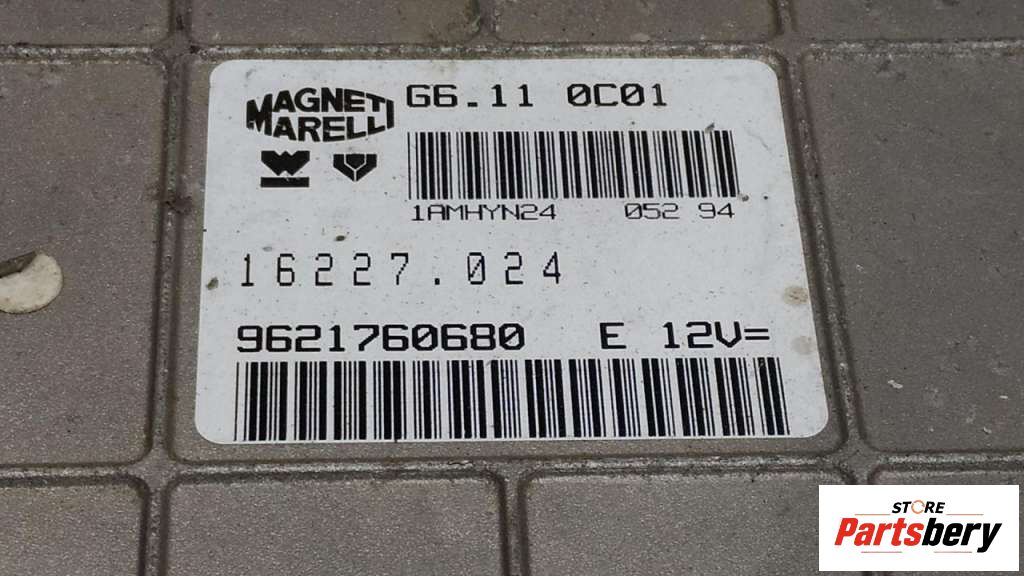 MAGNETI
MARELLI
G6.11 0C01
1AMHYN24 052 94
16227.024
9621760680 E 12V=
STORE
Partsbery